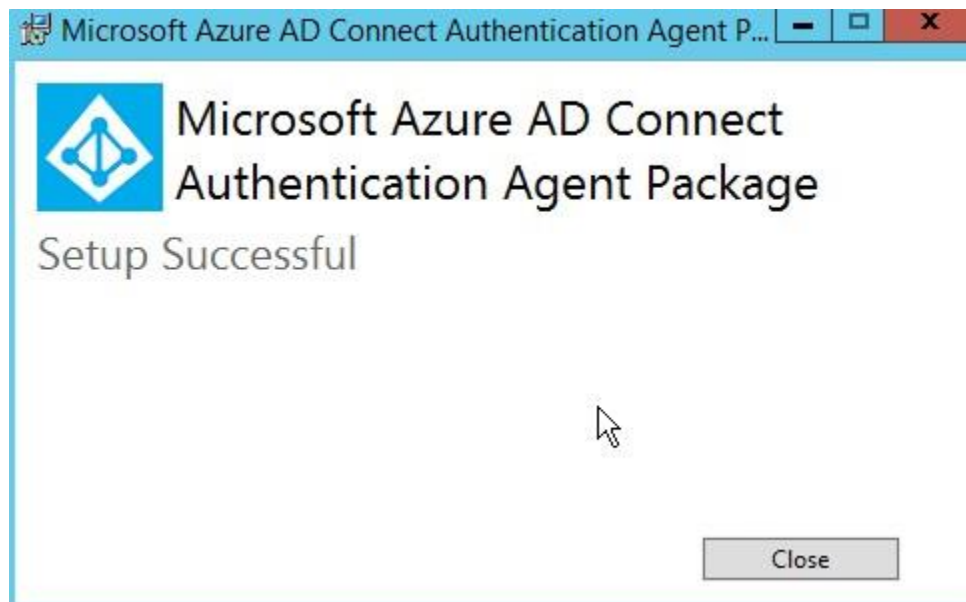 Microsoft Azure AD Connect Authentication Agent P...
Microsoft Azure AD Connect
Authentication Agent Package
Setup Successful
Close